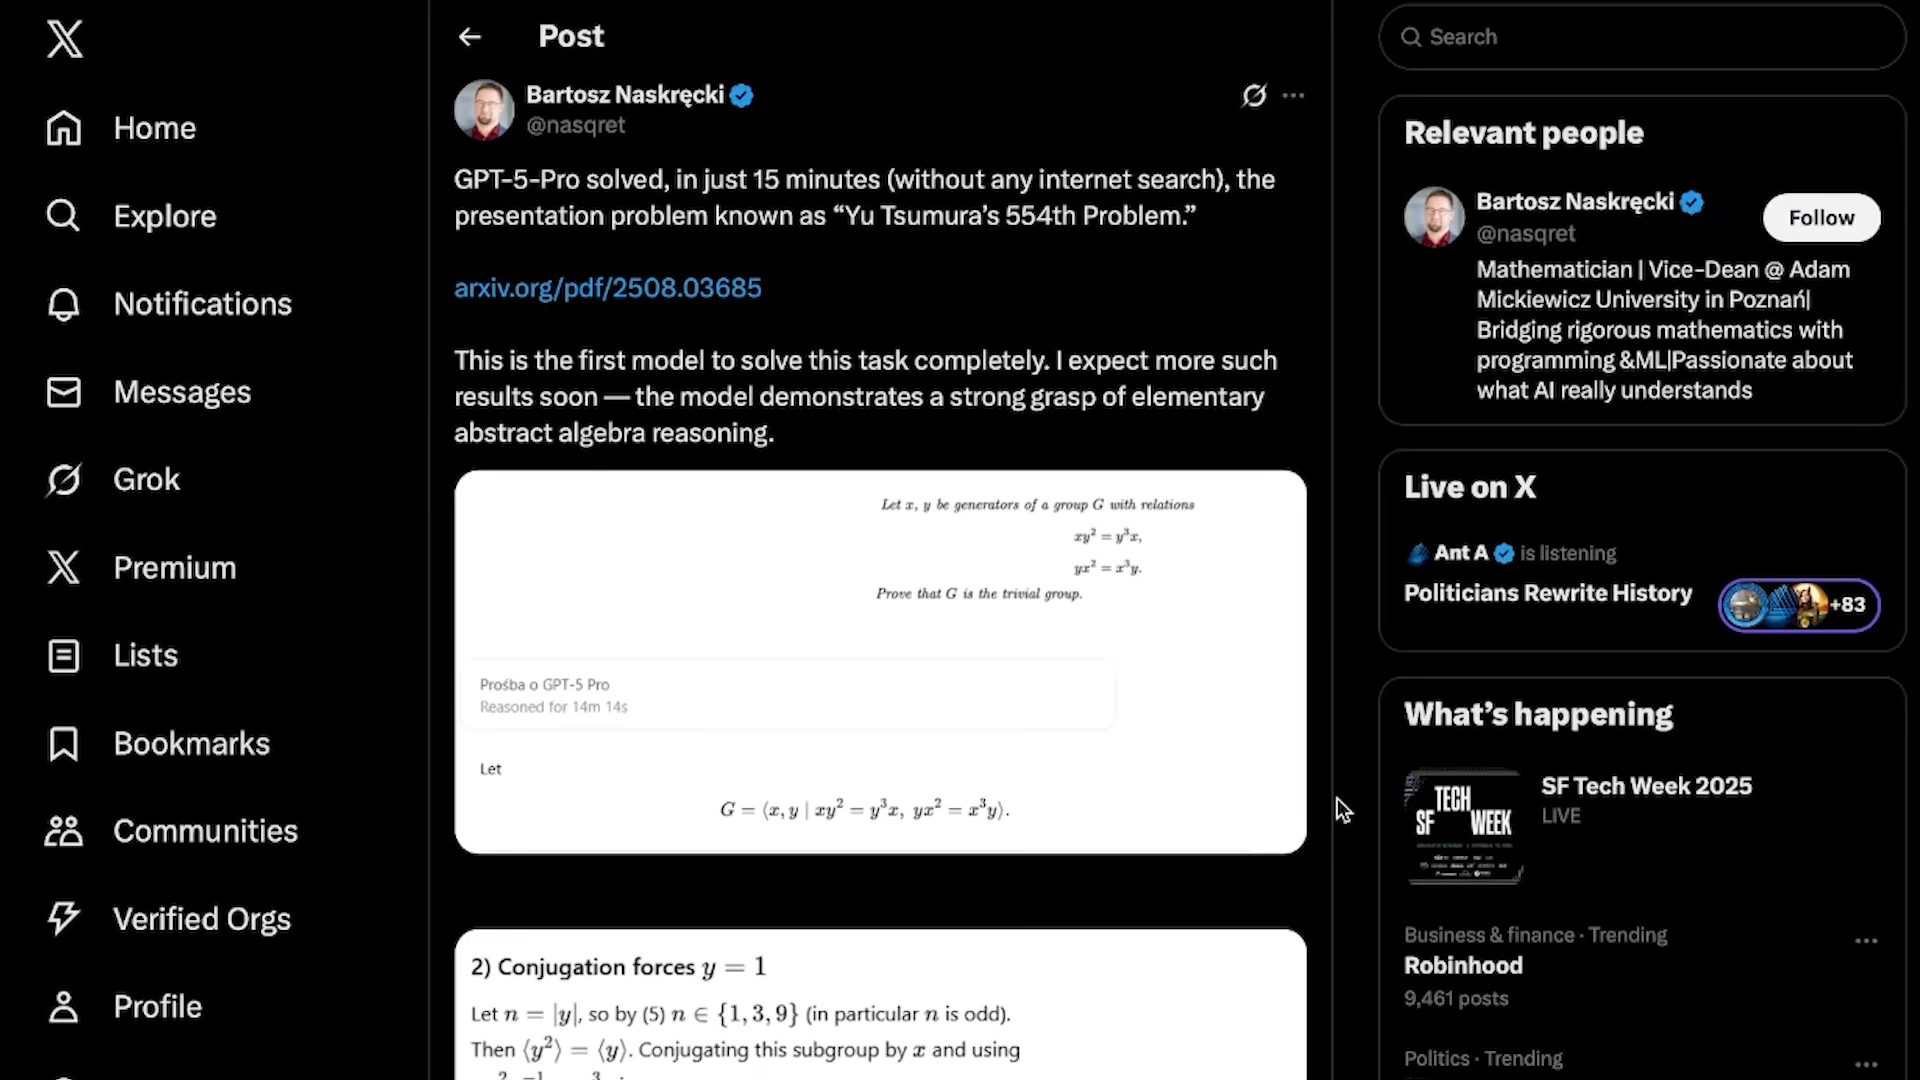 Home
Explore
Notifications
Messages
Grok
Premium
Lists
Bookmarks
Communities
Verified Orgs
Profile
Post
Bartosz Naskręcki
@nasqret
GPT-5-Pro solved, in just 15 minutes (without any internet search), the
presentation problem known as “Yu Tsumura’s 554th Problem.”
arxiv.org/pdf/2508.03685
This is the first model to solve this task completely. I expect more such
results soon — the model demonstrates a strong grasp of elementary
abstract algebra reasoning.
Let x, y be generators of a group G with relations
xy² = y³x,
yx² = x³y.
Prove that G is the trivial group.
Prośba o GPT-5 Pro
Reasoned for 14m 14s
Let
G = ⟨x, y | xy² = y³x, yx² = x³y⟩.
2) Conjugation forces y = 1
Let n = |y|, so by (5) n ∈ {1, 3, 9} (in particular n is odd).
Then ⟨y²⟩ = ⟨y⟩. Conjugating this subgroup by x and using
Search
Relevant people
Bartosz Naskręcki
@nasqret
Follow
Mathematician | Vice-Dean @ Adam
Mickiewicz University in Poznań|
Bridging rigorous mathematics with
programming &ML|Passionate about
what AI really understands
Live on X
Ant A is listening
Politicians Rewrite History
+83
What’s happening
SF TECH WEEK
SF Tech Week 2025
LIVE
Business & finance · Trending
Robinhood
9,461 posts
Politics · Trending